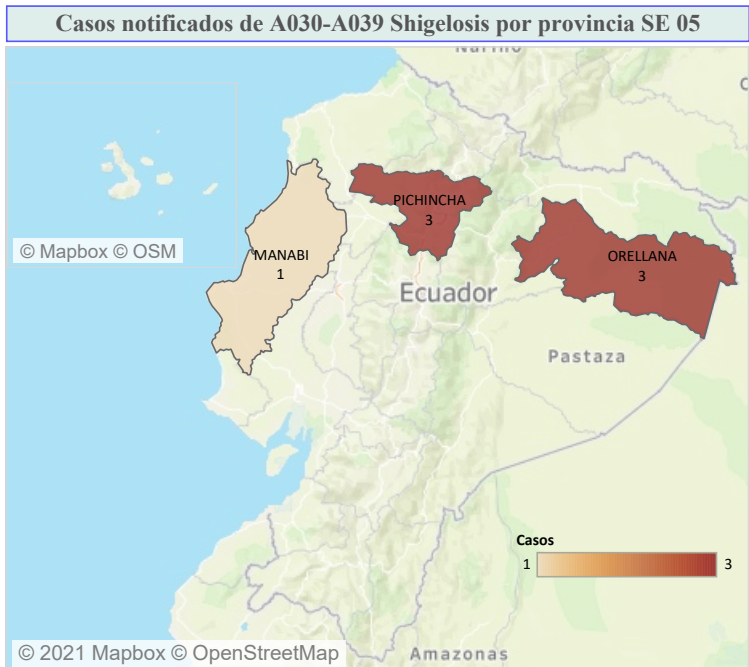 Casos notificados de A030-A039 Shigelosis por provincia SE 05
© Mapbox © OSM
PICHINCHA
3
MANABI
1
ORELLANA
3
Ecuador
Pastaza
Casos
1
3
© 2021 Mapbox © OpenStreetMap
Amazonas